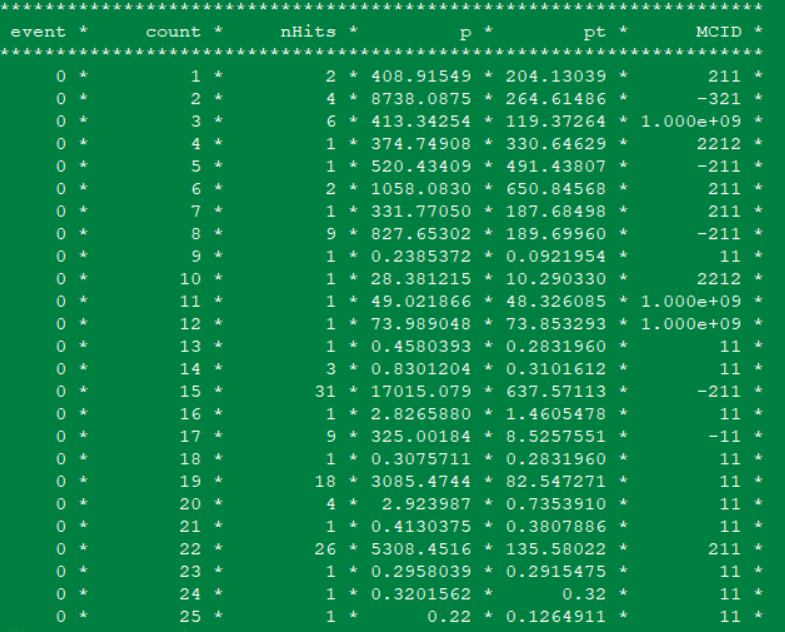 ********************************************************************
event * count * nHits * p * pt * MCID *
********************************************************************
0 * 1 * 2 * 408.91549 * 204.13039 * 211 *
0 * 2 * 4 * 8738.0875 * 264.61486 * -321 *
0 * 3 * 6 * 413.34254 * 119.37264 * 1.000e+09 *
0 * 4 * 1 * 374.74908 * 330.64629 * 2212 *
0 * 5 * 1 * 520.43409 * 491.43807 * -211 *
0 * 6 * 2 * 1058.0830 * 650.84568 * 211 *
0 * 7 * 1 * 331.77050 * 187.68498 * 211 *
0 * 8 * 9 * 827.65302 * 189.69960 * -211 *
0 * 9 * 1 * 0.2385372 * 0.0921954 * 11 *
0 * 10 * 1 * 28.381215 * 10.290330 * 2212 *
0 * 11 * 1 * 49.021866 * 48.326085 * 1.000e+09 *
0 * 12 * 1 * 73.989048 * 73.853293 * 1.000e+09 *
0 * 13 * 1 * 0.4580393 * 0.2831960 * 11 *
0 * 14 * 3 * 0.8301204 * 0.3101612 * 11 *
0 * 15 * 31 * 17015.079 * 637.57113 * -211 *
0 * 16 * 1 * 2.8265880 * 1.4605478 * 11 *
0 * 17 * 9 * 325.00184 * 8.5257551 * -11 *
0 * 18 * 1 * 0.3075711 * 0.2831960 * 11 *
0 * 19 * 18 * 3085.4744 * 82.547271 * 11 *
0 * 20 * 4 * 2.923987 * 0.7353910 * 11 *
0 * 21 * 1 * 0.4130375 * 0.3807886 * 11 *
0 * 22 * 26 * 5308.4516 * 135.58022 * 211 *
0 * 23 * 1 * 0.2958039 * 0.2915475 * 11 *
0 * 24 * 1 * 0.3201562 * 0.32 * 11 *
0 * 25 * 1 * 0.22 * 0.1264911 * 11 *